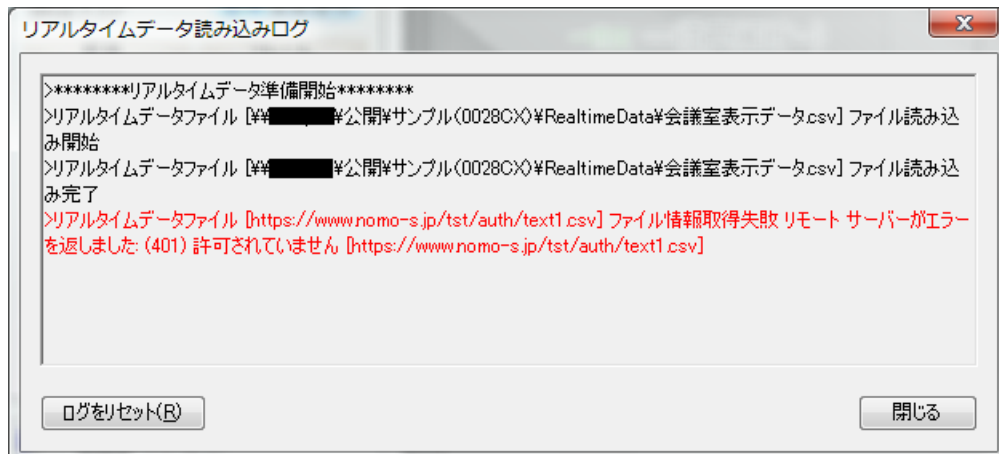 リアルタイムデータ読み込みログ
>********リアルタイムデータ準備開始********
>リアルタイムデータファイル [¥¥ ¥公開¥サンプル(0028CX)¥RealtimeData¥会議室表示データ.csv] ファイル読み込
み開始
>リアルタイムデータファイル [¥¥ ¥公開¥サンプル(0028CX)¥RealtimeData¥会議室表示データ.csv] ファイル読み込
み完了
>リアルタイムデータファイル [https://www.nomo-s.jp/tst/auth/text1.csv] ファイル情報取得失敗 リモート サーバーがエラー
を返しました: (401) 許可されていません [https://www.nomo-s.jp/tst/auth/text1.csv]
ログをリセット(R)
閉じる